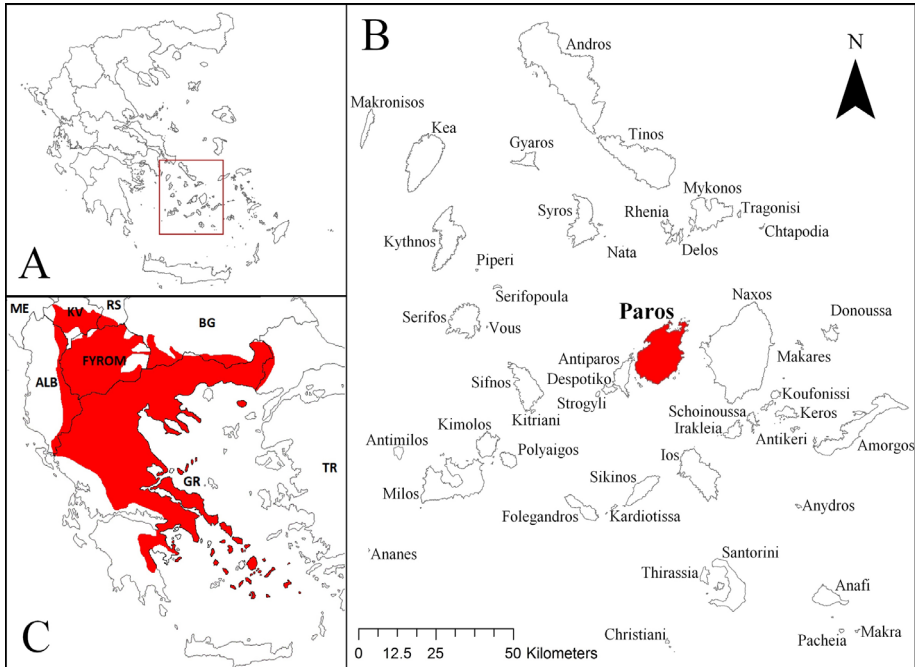 A
B
N
Andros
Makronisos
Kea
Gyaros
Tinos
Mykonos
Syros
Rhenia
Tragonisi
Chtapodia
Kythnos
Nata
Delos
Piperi
Serifopoula
Serifos
Vous
Paros
Naxos
Donoussa
Makares
Antiparos
Despotiko
Strogyli
Sifnos
Kitriani
Koufonissi
Schoinoussa
Keros
Irakleia
Antikeri
Amorgos
Kimolos
Antimilos
Polyaigos
Milos
Ios
Sikinos
Folegandros
Kardiotissa
Anydros
Ananes
Santorini
Thirassia
Anafi
Christiani
Pacheia
Makra
0 12.5 25 50 Kilometers
ME
KV
RS
BG
FYROM
ALB
GR
TR
C